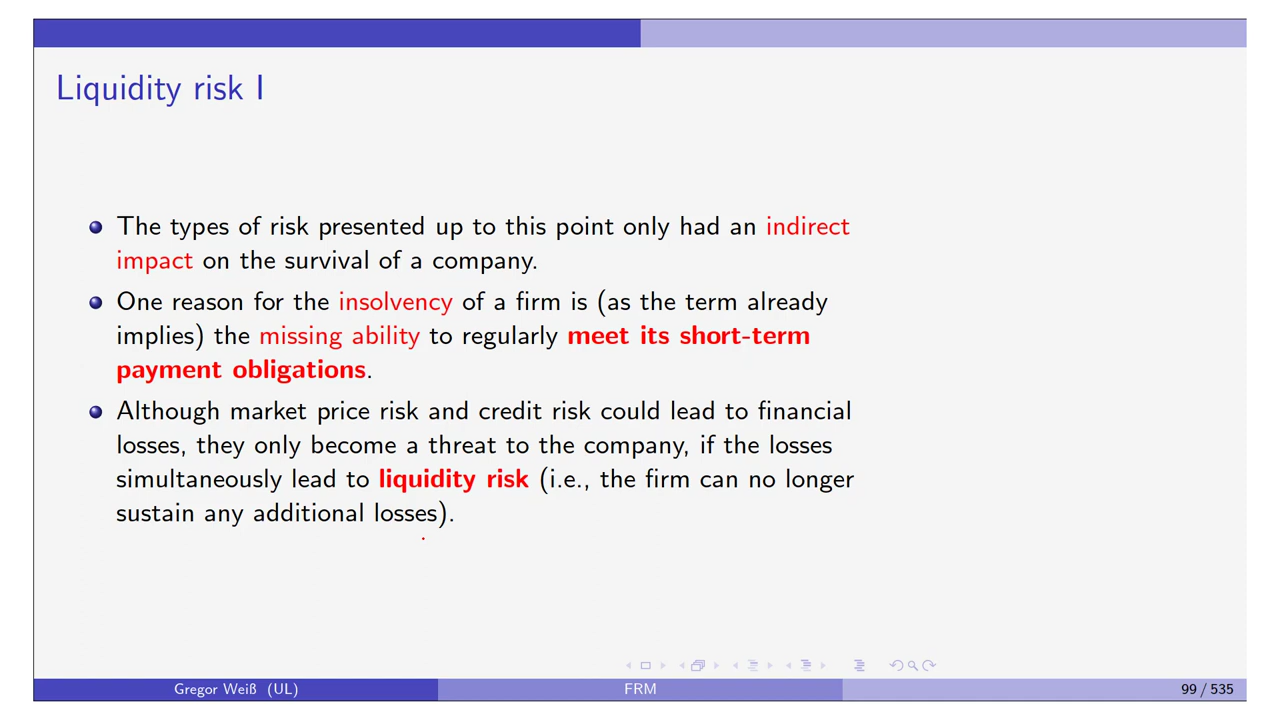 Liquidity risk I
The types of risk presented up to this point only had an indirect
impact on the survival of a company.
One reason for the insolvency of a firm is (as the term already
implies) the missing ability to regularly meet its short-term
payment obligations.
Although market price risk and credit risk could lead to financial
losses, they only become a threat to the company, if the losses
simultaneously lead to liquidity risk (i.e., the firm can no longer
sustain any additional losses).
Gregor Weiß (UL) FRM 99 / 535